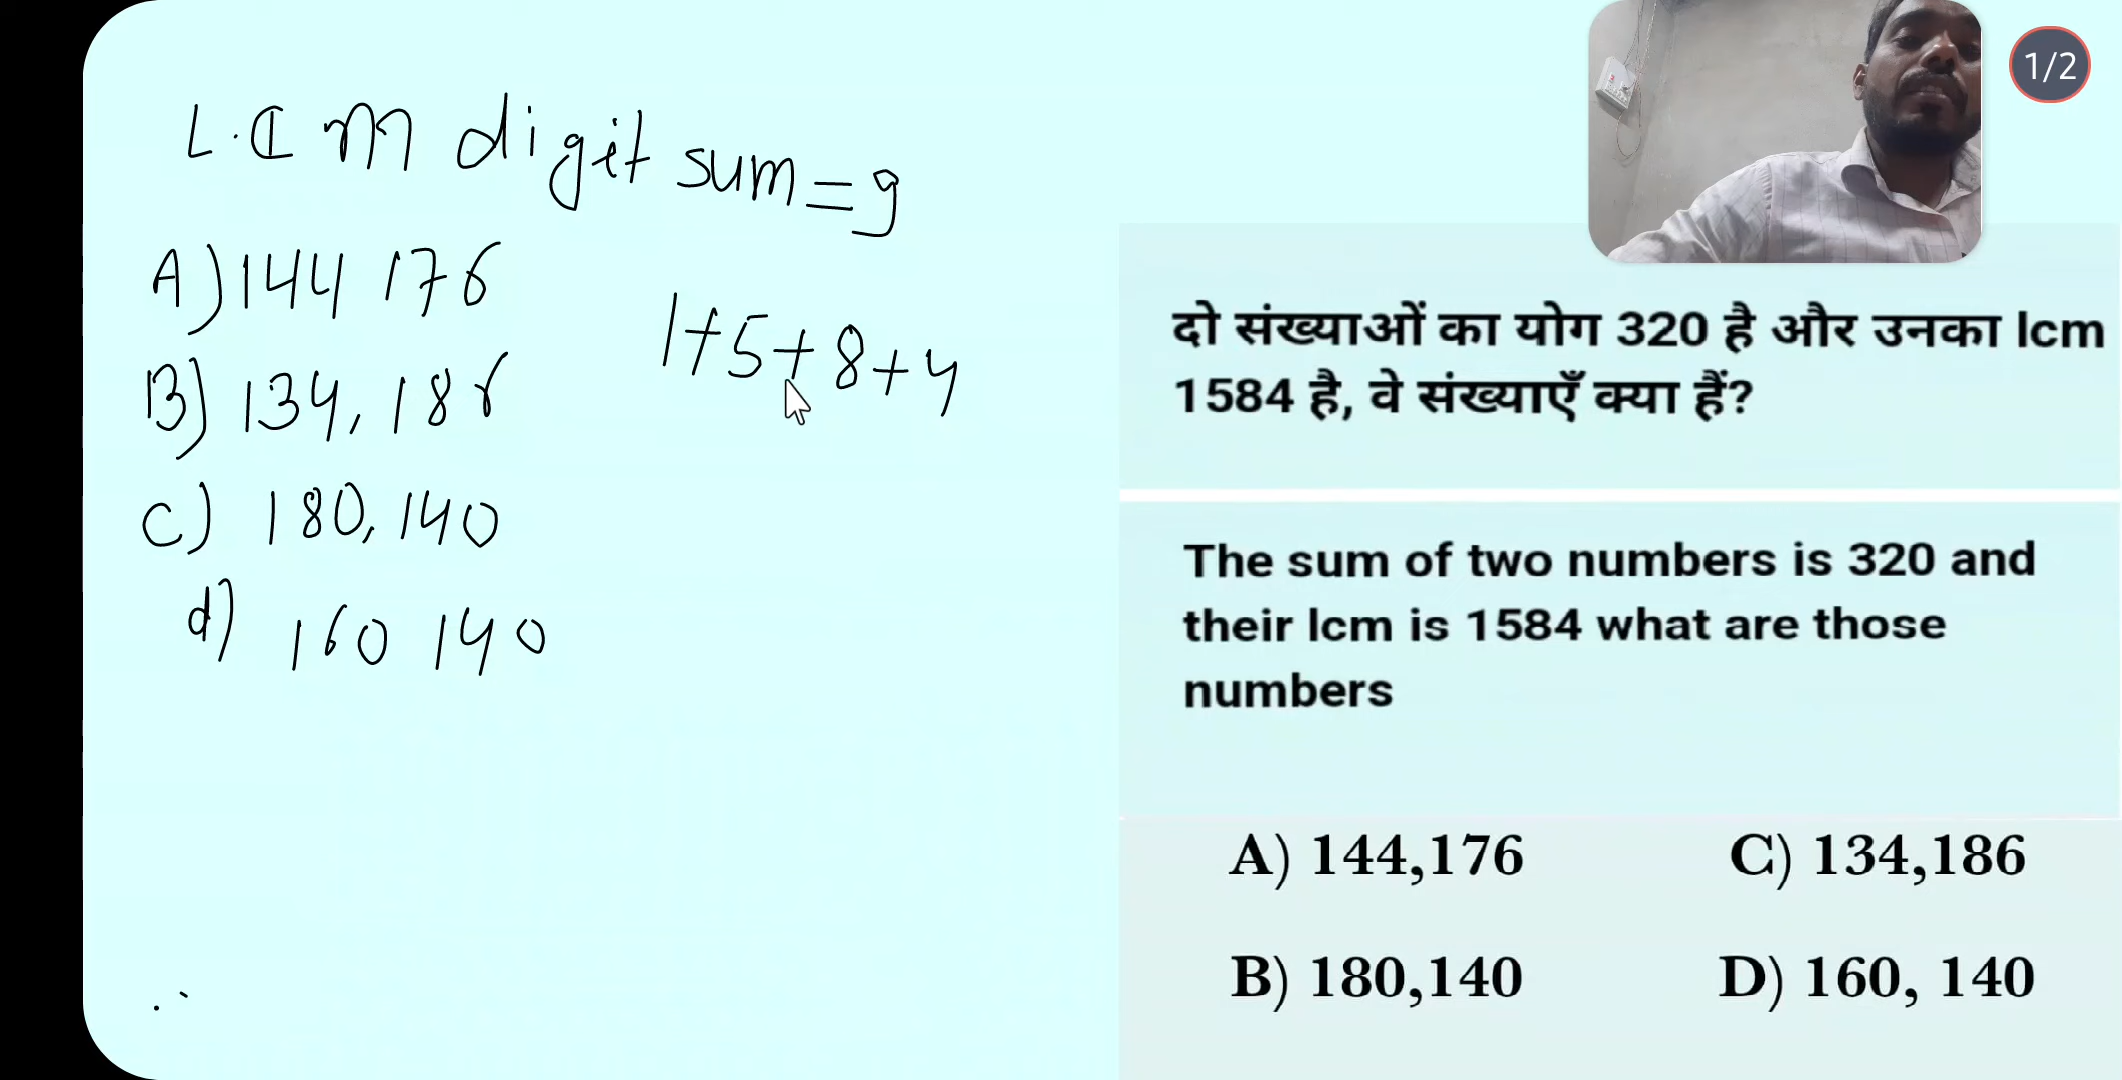 L.C M digit sum=9
A) 144 176
B) 134, 186
C) 180, 140
d) 160 140
1+5+8+4
1/2
दो संख्याओं का योग 320 है और उनका lcm
1584 है, वे संख्याएँ क्या हैं?
The sum of two numbers is 320 and
their lcm is 1584 what are those
numbers
A) 144,176
C) 134,186
B) 180,140
D) 160, 140